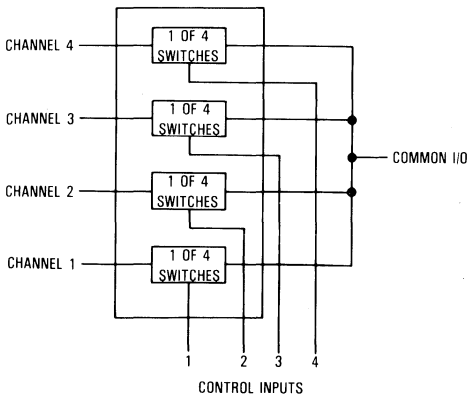 CHANNEL 4
1 OF 4
SWITCHES
CHANNEL 3
1 OF 4
SWITCHES
COMMON I/O
CHANNEL 2
1 OF 4
SWITCHES
CHANNEL 1
1 OF 4
SWITCHES
1 2 3 4
CONTROL INPUTS